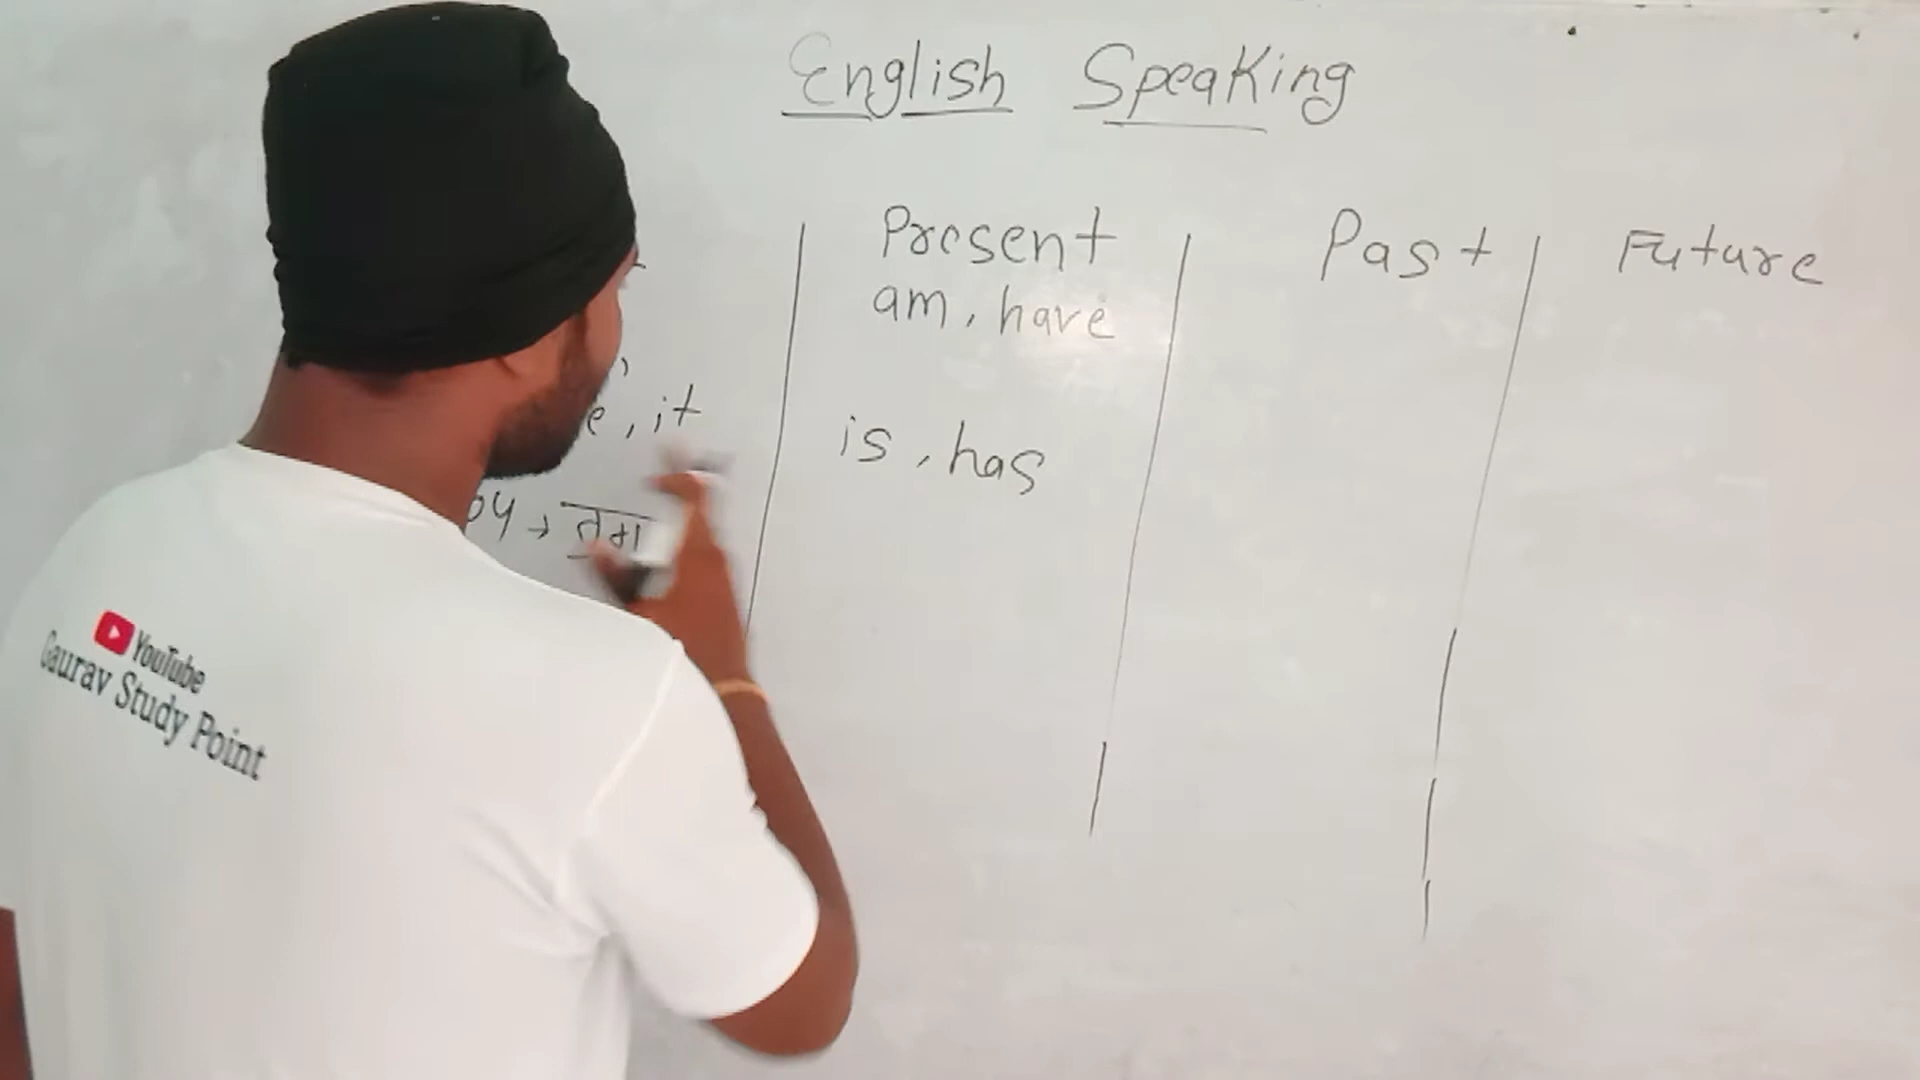 English Speaking
Present Past Future
am, have
, it
is, has
→ तुम
YouTube
Gaurav Study Point